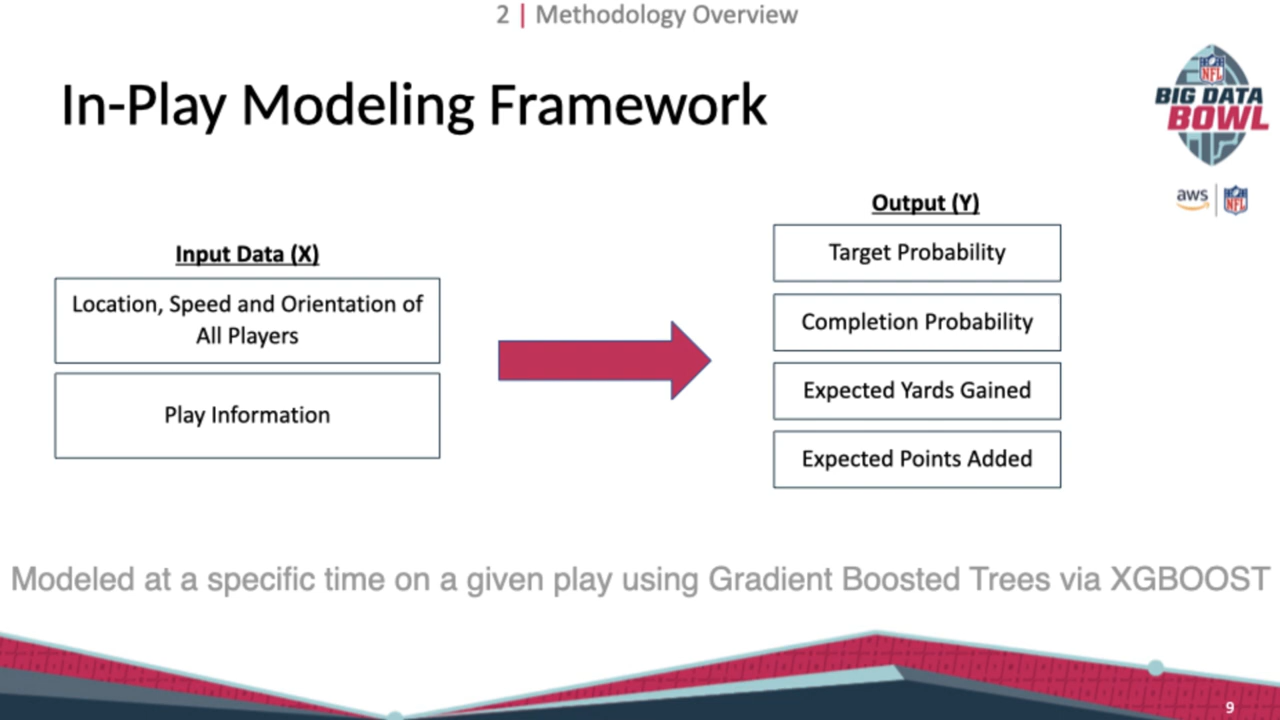 2 | Methodology Overview
In-Play Modeling Framework
NFL
BIG DATA
BOWL
aws | NFL
Input Data (X)
Location, Speed and Orientation of
All Players
Play Information
Output (Y)
Target Probability
Completion Probability
Expected Yards Gained
Expected Points Added
Modeled at a specific time on a given play using Gradient Boosted Trees via XGBOOST
9